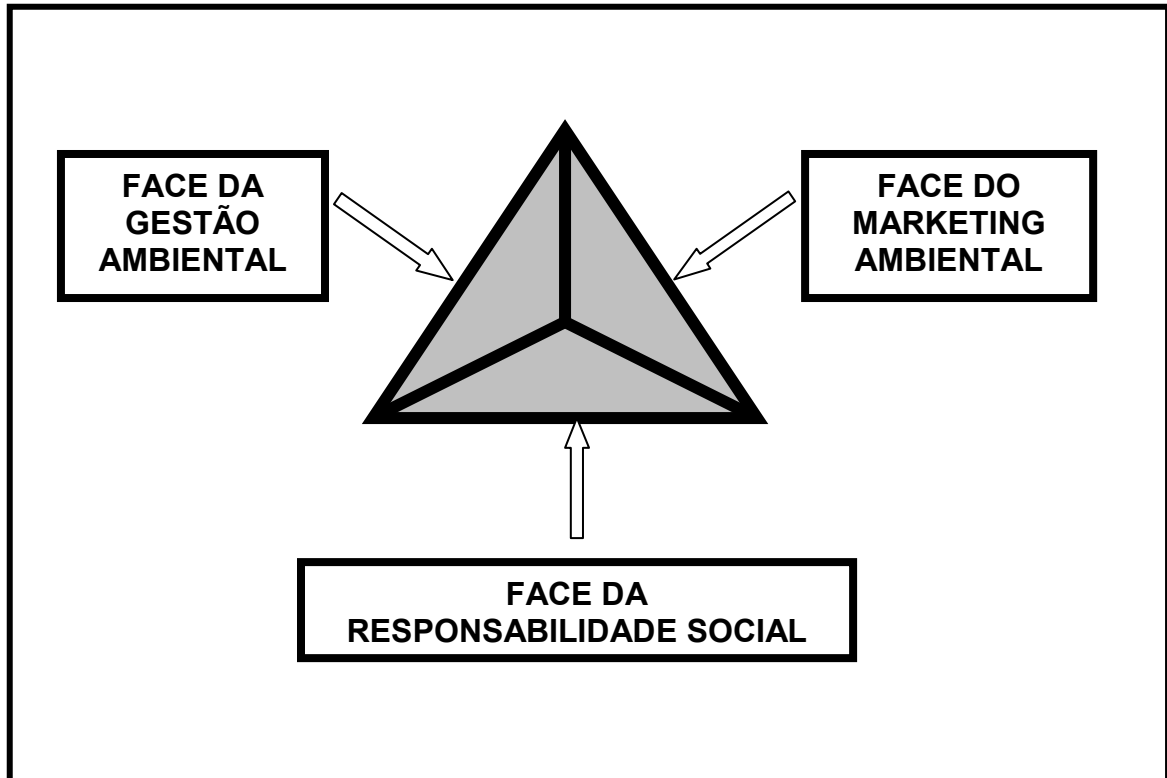 FACE DA
GESTÃO
AMBIENTAL
FACE DO
MARKETING
AMBIENTAL
FACE DA
RESPONSABILIDADE SOCIAL